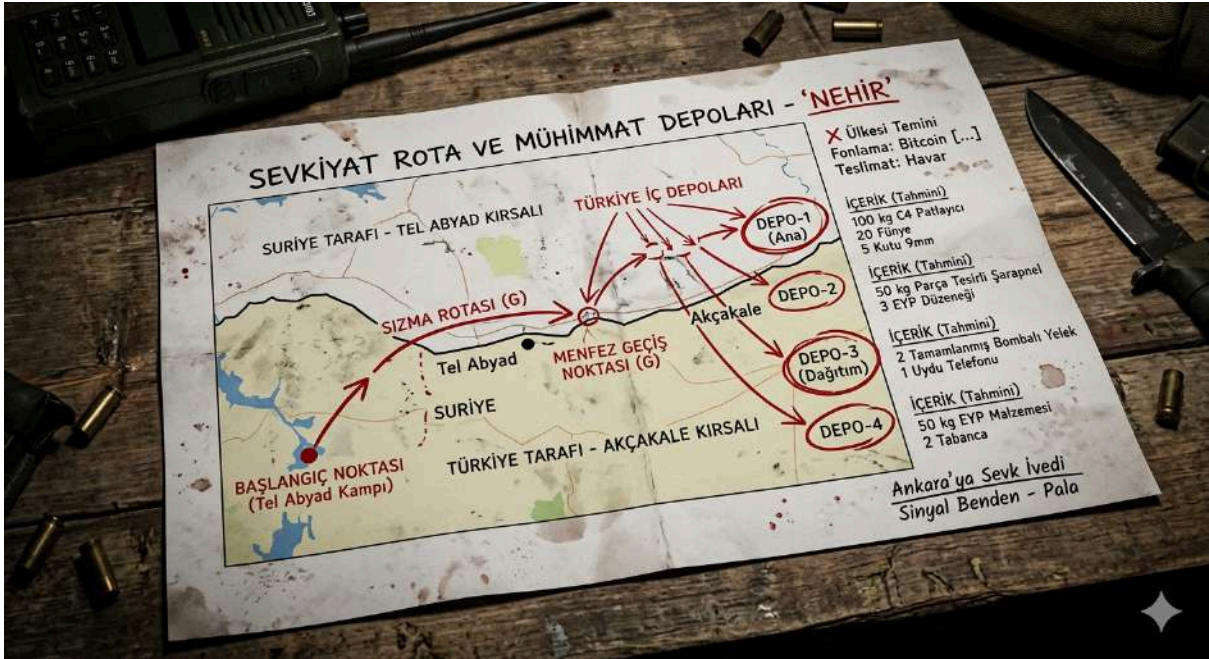 SEVKİYAT ROTA VE MÜHİMMAT DEPOLARI - 'NEHİR'
X Ülkesi Temini
Fonlama: Bitcoin [...]
Teslimat: Havar
İÇERİK (Tahmini)
100 kg C4 Patlayıcı
20 Fünye
5 Kutu 9mm
İÇERİK (Tahmini)
50 kg Parça Tesirli Şarapnel
3 EYP Düzeneği
İÇERİK (Tahmini)
2 Tamamlanmış Bombalı Yelek
1 Uydu Telefonu
İÇERİK (Tahmini)
50 kg EYP Malzemesi
2 Tabanca
Ankara'ya Sevk İvedi
Sinyal Benden - Pala
SURİYE TARAFI - TEL ABYAD KIRSALI
TÜRKİYE İÇ DEPOLARI
DEPO-1
(Ana)
DEPO-2
SIZMA ROTASI (G)
Akçakale
Tel Abyad
MENFEZ GEÇİŞ
NOKTASI (G)
DEPO-3
(Dağıtım)
SURİYE
DEPO-4
TÜRKİYE TARAFI - AKÇAKALE KIRSALI
BAŞLANGIÇ NOKTASI
(Tel Abyad Kampı)